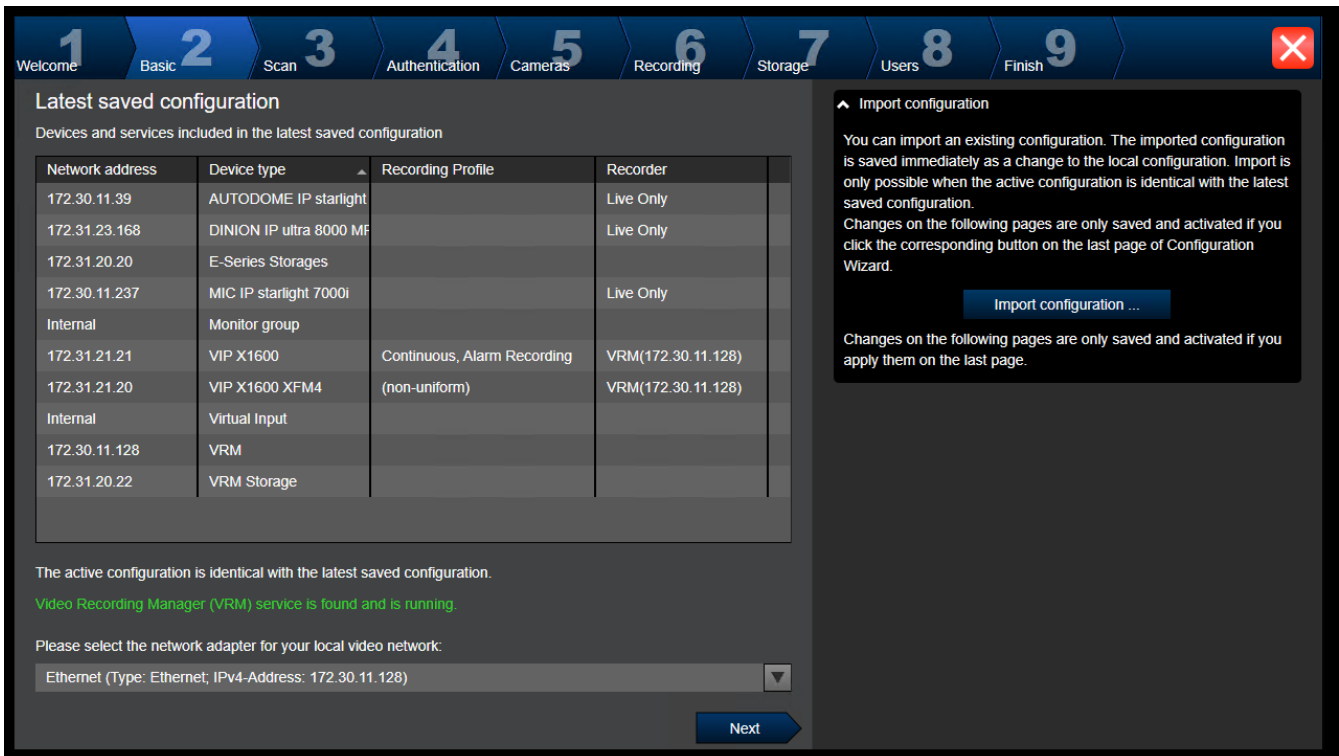 1 2 3 4 5 6 7 8 9
Welcome Basic Scan Authentication Cameras Recording Storage Users Finish
Latest saved configuration
Devices and services included in the latest saved configuration
Network address Device type Recording Profile Recorder
172.30.11.39 AUTODOME IP starlight Live Only
172.31.23.168 DINION IP ultra 8000 MP Live Only
172.31.20.20 E-Series Storages
172.30.11.237 MIC IP starlight 7000i Live Only
Internal Monitor group
172.31.21.21 VIP X1600 Continuous, Alarm Recording VRM(172.30.11.128)
172.31.21.20 VIP X1600 XFM4 (non-uniform) VRM(172.30.11.128)
Internal Virtual Input
172.30.11.128 VRM
172.31.20.22 VRM Storage
The active configuration is identical with the latest saved configuration.
Video Recording Manager (VRM) service is found and is running.
Please select the network adapter for your local video network:
Ethernet (Type: Ethernet; IPv4-Address: 172.30.11.128)
Next
Import configuration
You can import an existing configuration. The imported configuration
is saved immediately as a change to the local configuration. Import is
only possible when the active configuration is identical with the latest
saved configuration.
Changes on the following pages are only saved and activated if you
click the corresponding button on the last page of Configuration
Wizard.
Import configuration ...
Changes on the following pages are only saved and activated if you
apply them on the last page.